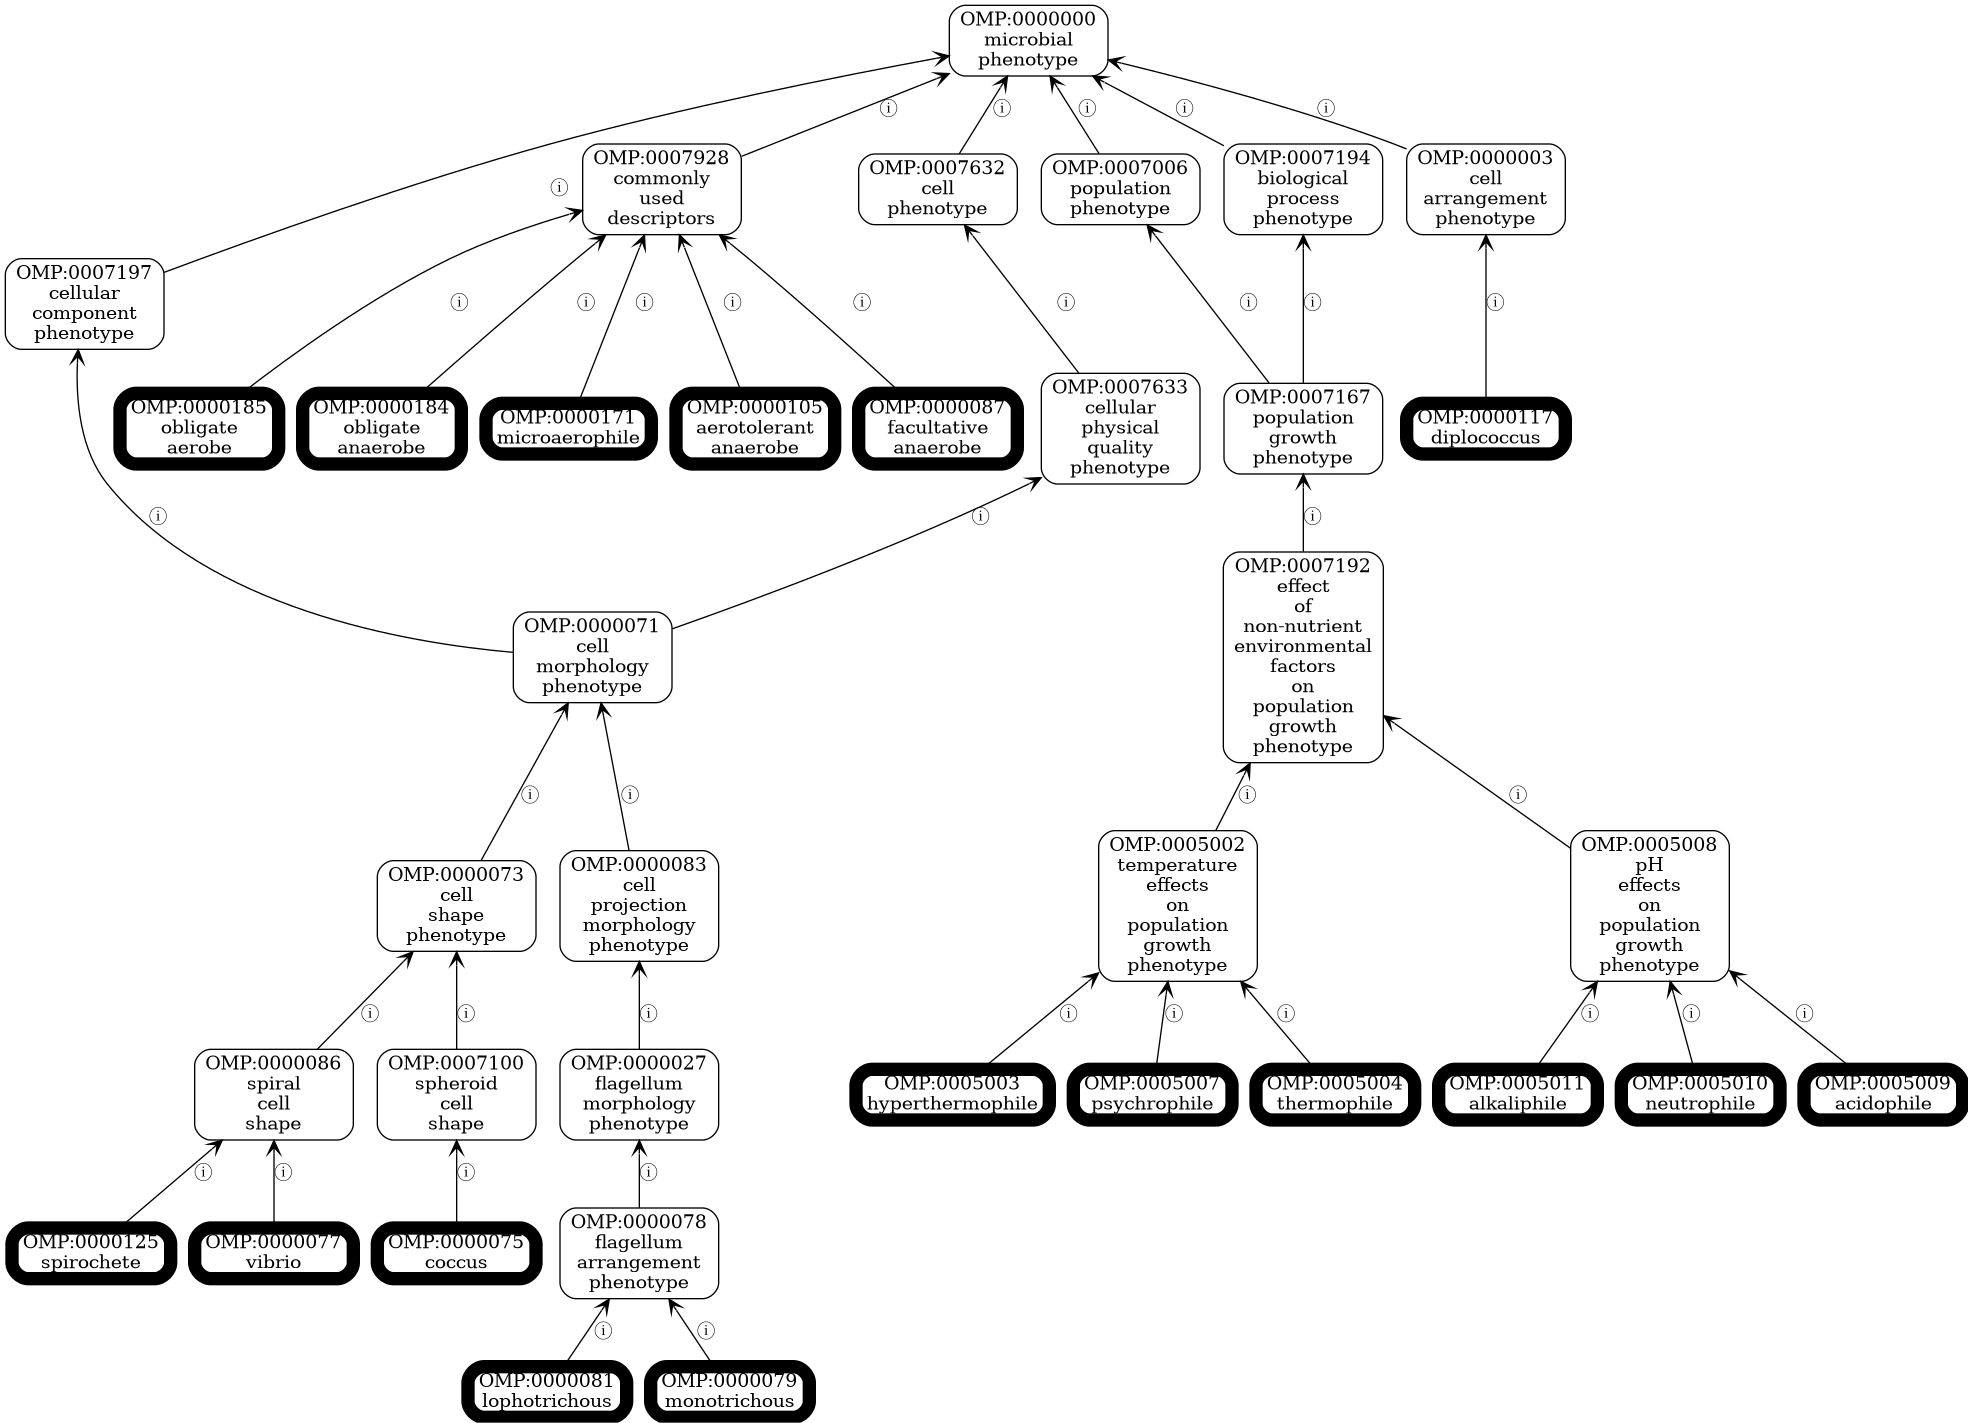 OMP:0000000
microbial
phenotype
ⓘ
ⓘ
ⓘ
ⓘ
ⓘ
ⓘ
OMP:0007928
commonly
used
descriptors
OMP:0007632
cell
phenotype
OMP:0007006
population
phenotype
OMP:0007194
biological
process
phenotype
OMP:0000003
cell
arrangement
phenotype
OMP:0007197
cellular
component
phenotype
ⓘ
ⓘ
ⓘ
ⓘ
ⓘ
ⓘ
ⓘ
ⓘ
ⓘ
OMP:0000185
obligate
aerobe
OMP:0000184
obligate
anaerobe
OMP:0000171
microaerophile
OMP:0000105
aerotolerant
anaerobe
OMP:0000087
facultative
anaerobe
OMP:0007633
cellular
physical
quality
phenotype
OMP:0007167
population
growth
phenotype
OMP:0000117
diplococcus
ⓘ
ⓘ
ⓘ
OMP:0000071
cell
morphology
phenotype
OMP:0007192
effect
of
non-nutrient
environmental
factors
on
population
growth
phenotype
ⓘ
ⓘ
ⓘ
ⓘ
OMP:0000073
cell
shape
phenotype
OMP:0000083
cell
projection
morphology
phenotype
OMP:0005002
temperature
effects
on
population
growth
phenotype
OMP:0005008
pH
effects
on
population
growth
phenotype
ⓘ
ⓘ
ⓘ
ⓘ
ⓘ
ⓘ
ⓘ
ⓘ
ⓘ
OMP:0000086
spiral
cell
shape
OMP:0007100
spheroid
cell
shape
OMP:0000027
flagellum
morphology
phenotype
OMP:0005003
hyperthermophile
OMP:0005007
psychrophile
OMP:0005004
thermophile
OMP:0005011
alkaliphile
OMP:0005010
neutrophile
OMP:0005009
acidophile
ⓘ
ⓘ
ⓘ
ⓘ
OMP:0000125
spirochete
OMP:0000077
vibrio
OMP:0000075
coccus
OMP:0000078
flagellum
arrangement
phenotype
ⓘ
ⓘ
OMP:0000081
lophotrichous
OMP:0000079
monotrichous